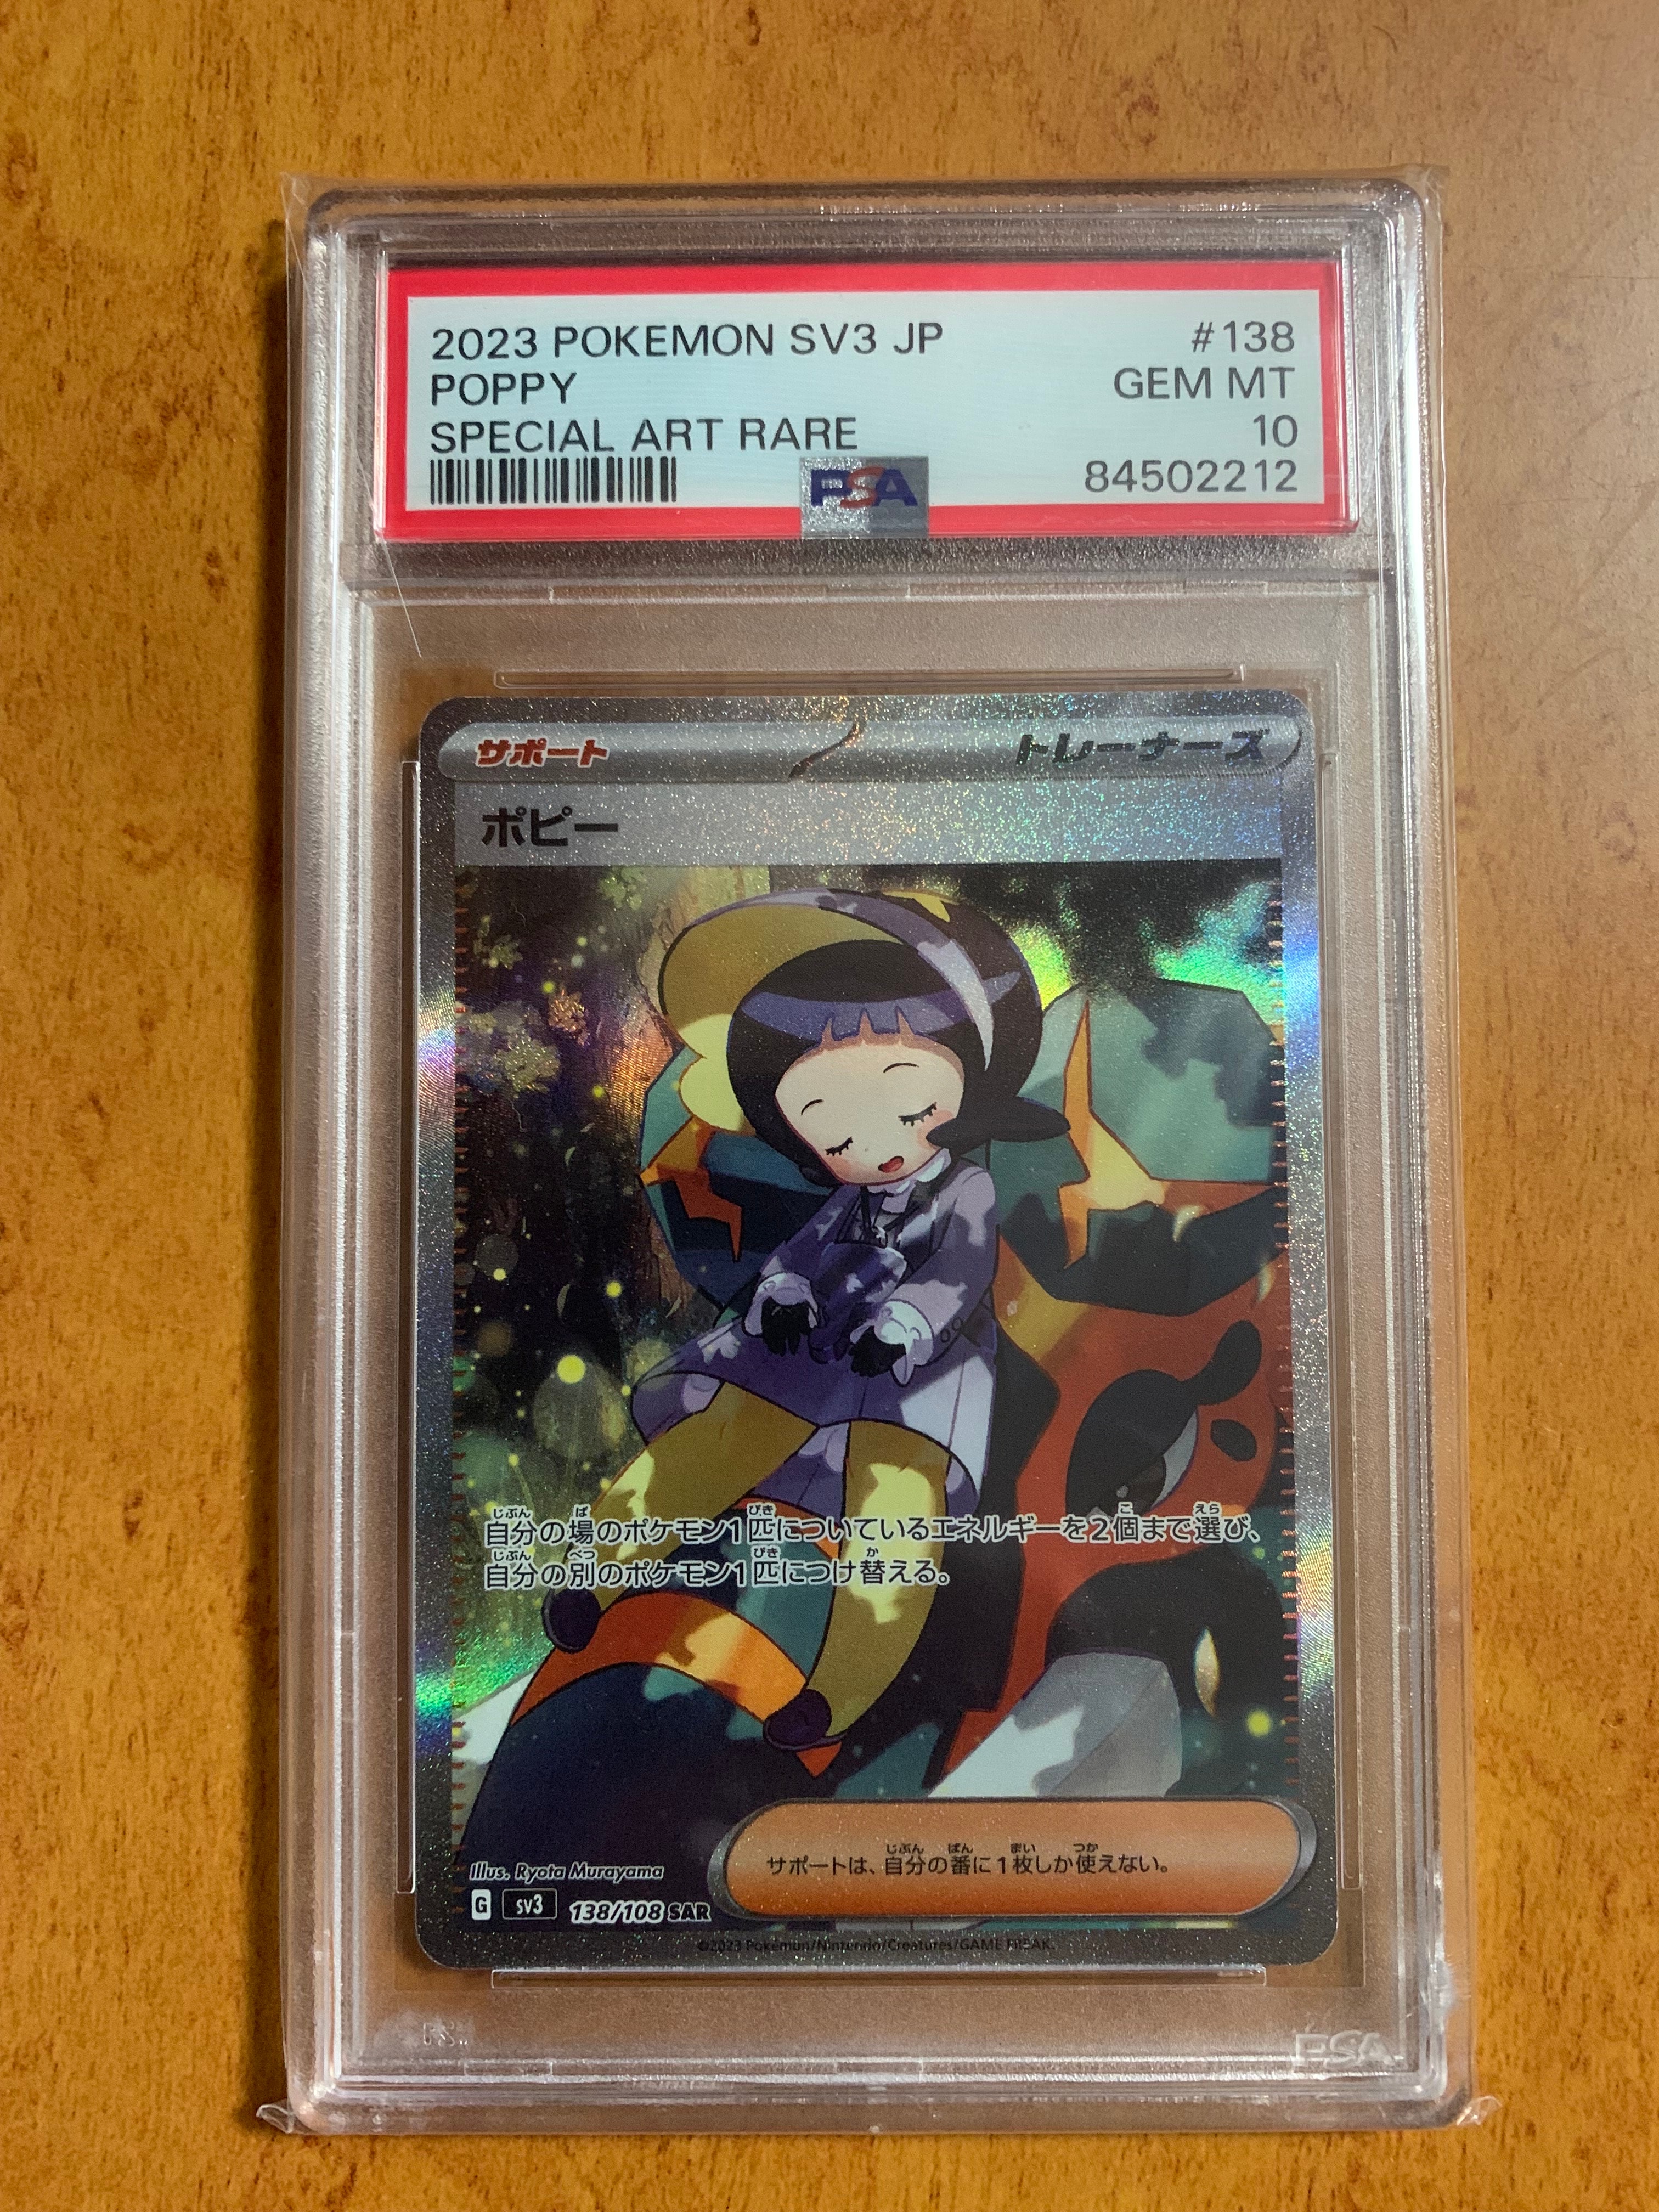 2023 POKEMON SV3 JP #138
POPPY GEM MT
SPECIAL ART RARE 10
PSA 84502212
サポート トレーナーズ
ポピー
自分の場のポケモン1匹についているエネルギーを2個まで選び、
自分の別のポケモン1匹につけ替える。
サポートは、自分の番に1枚しか使えない。
Illus. Ryota Murayama
G SV3 138/108 SAR
©2023 Pokémon/Nintendo/Creatures/GAME FREAK.
PSA